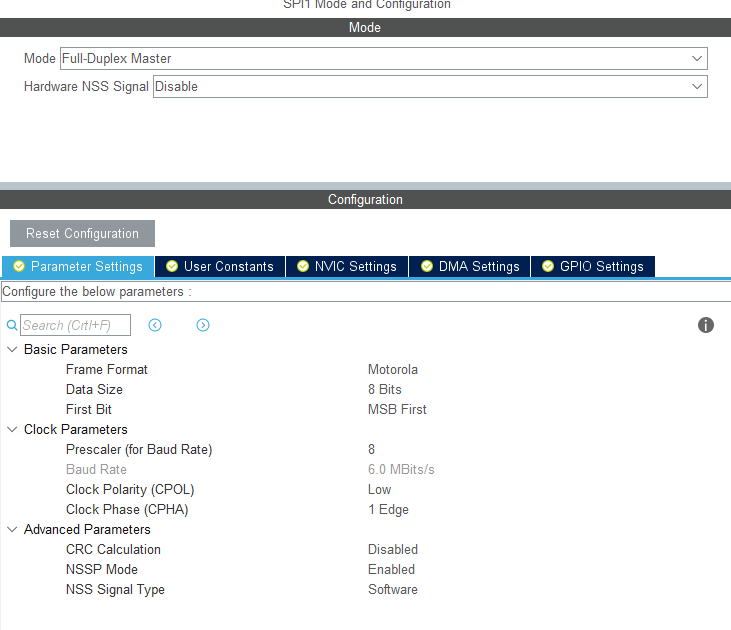 SPI1 Mode and Configuration
Mode
Mode Full-Duplex Master
Hardware NSS Signal Disable
Configuration
Reset Configuration
Parameter Settings User Constants NVIC Settings DMA Settings GPIO Settings
Configure the below parameters :
Search (Crtl+F)
Basic Parameters
Frame Format Motorola
Data Size 8 Bits
First Bit MSB First
Clock Parameters
Prescaler (for Baud Rate) 8
Baud Rate 6.0 MBits/s
Clock Polarity (CPOL) Low
Clock Phase (CPHA) 1 Edge
Advanced Parameters
CRC Calculation Disabled
NSSP Mode Enabled
NSS Signal Type Software